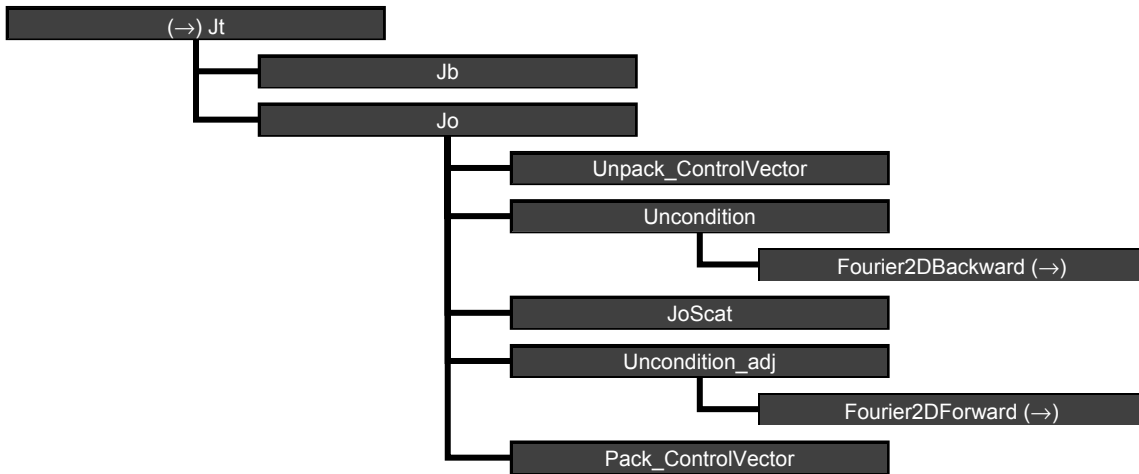 (→) Jt
Jb
Jo
Unpack_ControlVector
Uncondition
Fourier2DBackward (→)
JoScat
Uncondition_adj
Fourier2DForward (→)
Pack_ControlVector